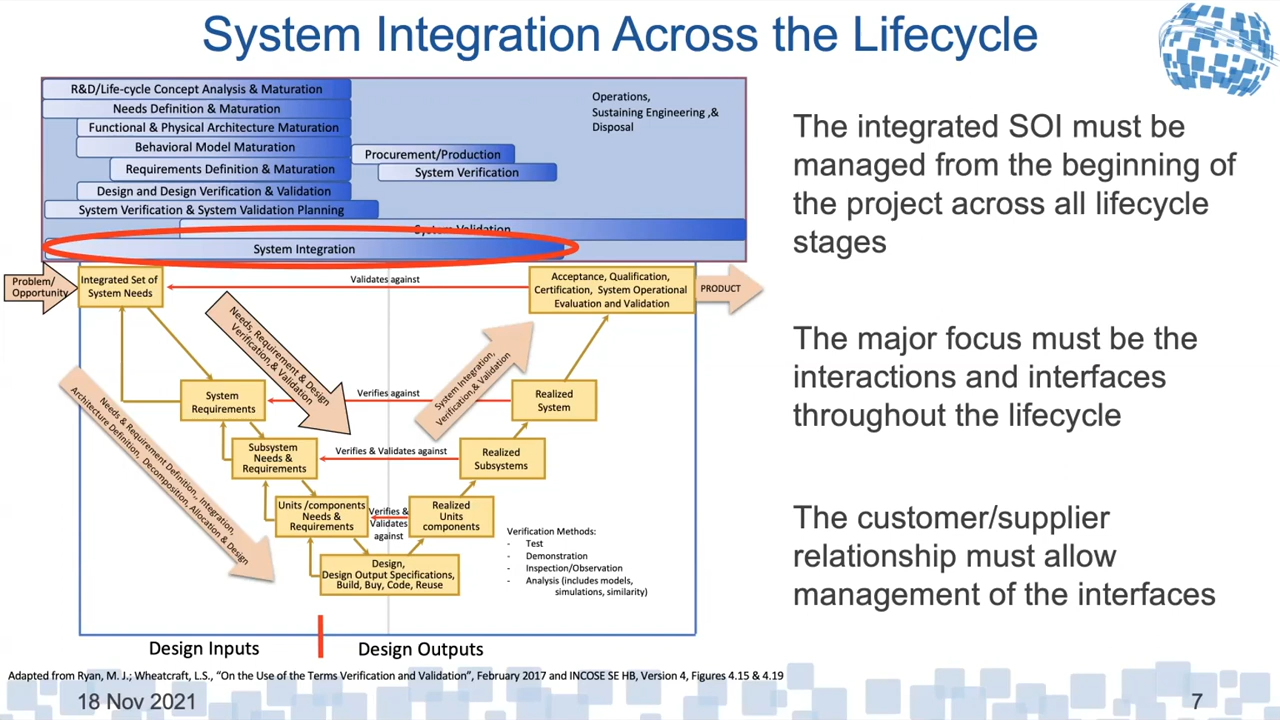 System Integration Across the Lifecycle
R&D/Life-cycle Concept Analysis & Maturation
Needs Definition & Maturation
Functional & Physical Architecture Maturation
Behavioral Model Maturation
Requirements Definition & Maturation
Design and Design Verification & Validation
System Verification & System Validation Planning
Procurement/Production
System Verification
System Validation
System Integration
Operations,
Sustaining Engineering ,&
Disposal
Problem/
Opportunity
Integrated Set of
System Needs
Validates against
Acceptance, Qualification,
Certification, System Operational
Evaluation and Validation
PRODUCT
Needs, Requirement & Design
Verification,& Validation
System Integration,
Verification,& Validation
Needs & Requirement Definition,, Integration,
Architecture Definition, Decomposition, Allocation & Design
System
Requirements
Verifies against
Realized
System
Subsystem
Needs &
Requirements
Verifies & Validates against
Realized
Subsystems
Units /components
Needs &
Requirements
Verifies &
Validates
against
Realized
Units
components
Design,
Design Output Specifications,
Build, Buy, Code, Reuse
Verification Methods:
- Test
- Demonstration
- Inspection/Observation
- Analysis (includes models,
simulations, similarity)
Design Inputs
Design Outputs
The integrated SOI must be
managed from the beginning of
the project across all lifecycle
stages
The major focus must be the
interactions and interfaces
throughout the lifecycle
The customer/supplier
relationship must allow
management of the interfaces
Adapted from Ryan, M. J.; Wheatcraft, L.S., "On the Use of the Terms Verification and Validation", February 2017 and INCOSE SE HB, Version 4, Figures 4.15 & 4.19
18 Nov 2021
7